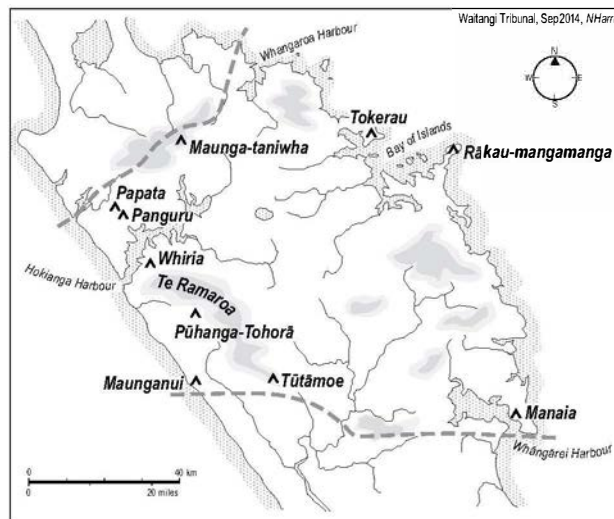 Waitangi Tribunal, Sep2014, NHarr
Whangaroa Harbour
N
W
E
S
Tokerau
Bay of Islands
Maunga-taniwha
Rākau-mangamanga
Papata
Panguru
Whiria
Hokianga Harbour
Te Ramaroa
Pūhanga-Tohorā
Maunganui
Tūtāmoe
Manaia
Whāngārei Harbour
0
40 km
0
20 miles